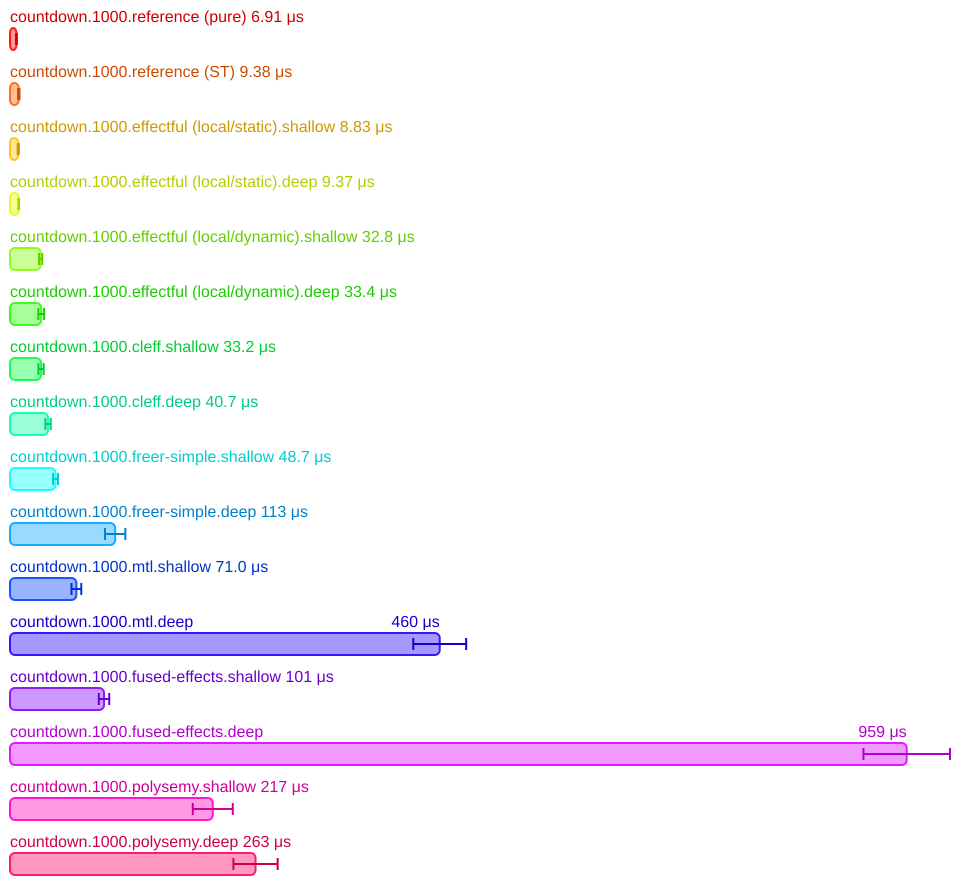 countdown.1000.reference (pure) 6.91 μs
countdown.1000.reference (ST) 9.38 μs
countdown.1000.effectful (local/static).shallow 8.83 μs
countdown.1000.effectful (local/static).deep 9.37 μs
countdown.1000.effectful (local/dynamic).shallow 32.8 μs
countdown.1000.effectful (local/dynamic).deep 33.4 μs
countdown.1000.cleff.shallow 33.2 μs
countdown.1000.cleff.deep 40.7 μs
countdown.1000.freer-simple.shallow 48.7 μs
countdown.1000.freer-simple.deep 113 μs
countdown.1000.mtl.shallow 71.0 μs
countdown.1000.mtl.deep 460 μs
countdown.1000.fused-effects.shallow 101 μs
countdown.1000.fused-effects.deep 959 μs
countdown.1000.polysemy.shallow 217 μs
countdown.1000.polysemy.deep 263 μs